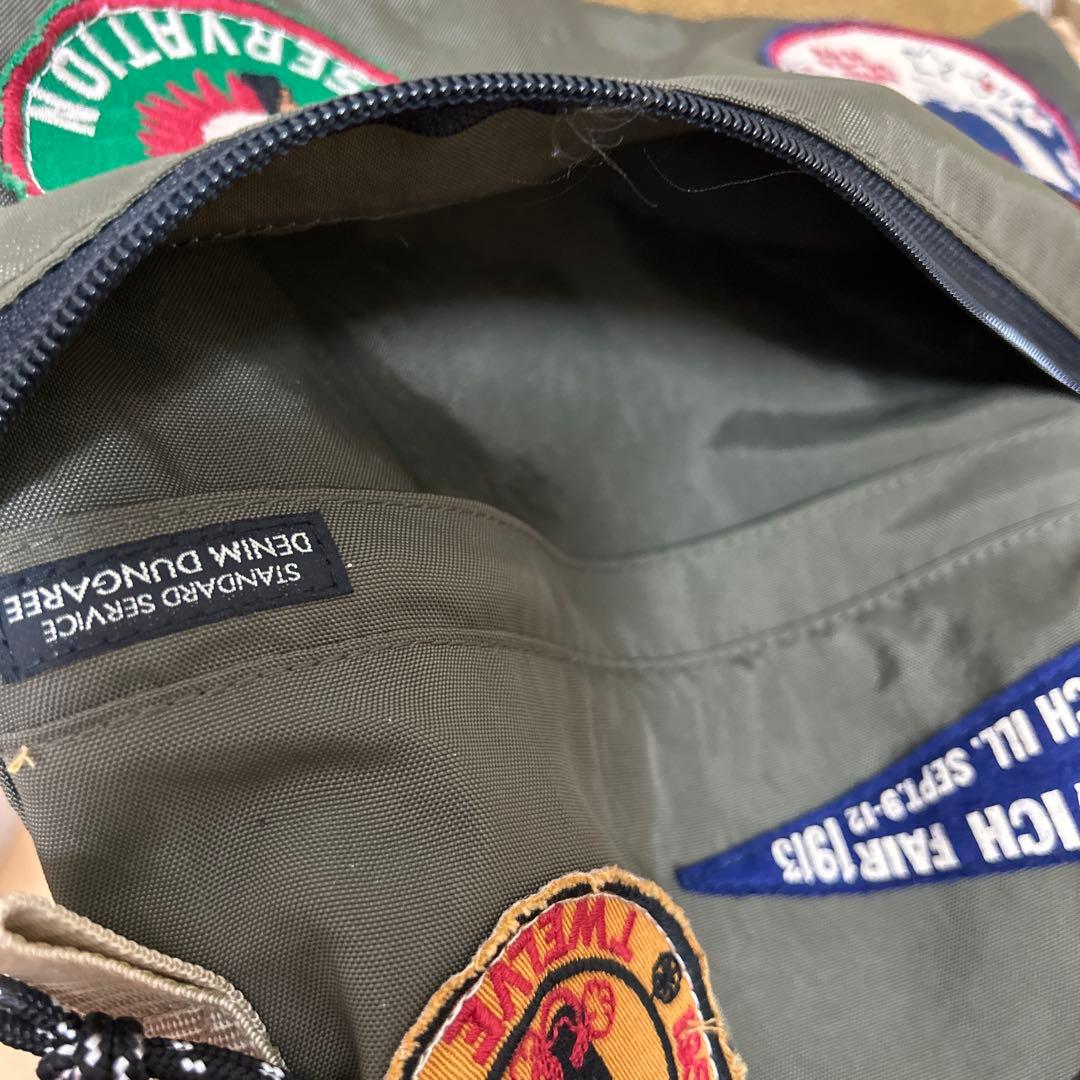 SERVATION
STANDARD SERVICE
DENIM DUNGAREE
ICH FAIR 1913
CH ILL. SEPT. 9-12
TWELVE